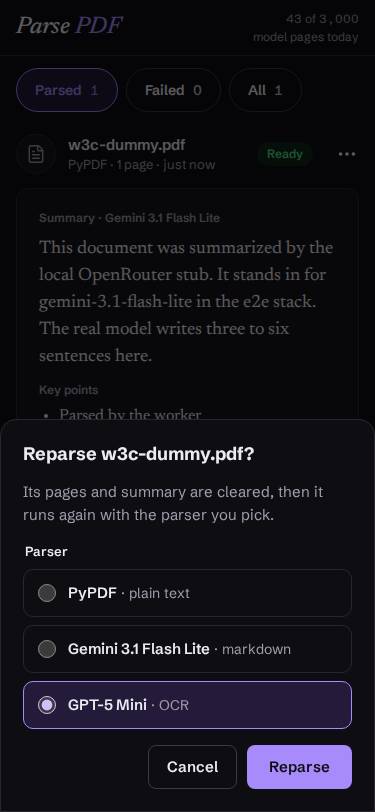 Parse PDF
43 of 3,000
model pages today
Parsed 1
Failed 0
All 1
w3c-dummy.pdf
PyPDF · 1 page · just now
Ready
Summary · Gemini 3.1 Flash Lite
This document was summarized by the
local OpenRouter stub. It stands in for
gemini-3.1-flash-lite in the e2e stack.
The real model writes three to six
sentences here.
Key points
• Parsed by the worker
Reparse w3c-dummy.pdf?
Its pages and summary are cleared, then it
runs again with the parser you pick.
Parser
PyPDF · plain text
Gemini 3.1 Flash Lite · markdown
GPT-5 Mini · OCR
Cancel
Reparse